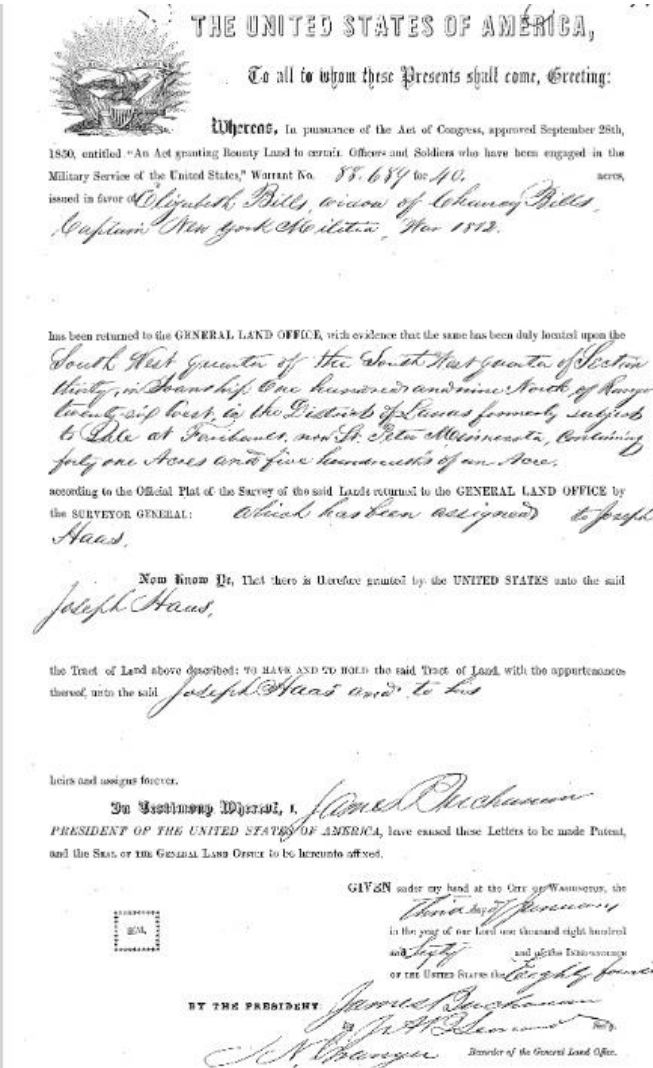 THE UNITED STATES OF AMERICA,
To all to whom these Presents shall come, Greeting:
Whereas, In pursuance of the Act of Congress, approved September 28th,
1850, entitled "An Act granting Bounty Land to certain Officers and Soldiers who have been engaged in the
Military Service of the United States," Warrant No. 88.689 for 40. acres,
issued in favor of Elizabeth Bills, widow of Chancy Bills,
Captain New York Militia, War 1812.
has been returned to the GENERAL LAND OFFICE, with evidence that the same has been duly located upon the
South West quarter of the South West quarter of Section
thirty, in Township One hundred and nine North, of Range
twenty six West, in the District of Lands formerly subject
to Sale at Faribault, now St. Peter Minnesota, Containing
forty one Acres and five hundredths of an Acre.
according to the Official Plat of the Survey of the said Lands returned to the GENERAL LAND OFFICE by
the SURVEYOR GENERAL: which has been assigned to Joseph
Haas.
Now Know Ye, That there is therefore granted by the UNITED STATES unto the said
Joseph Haas,
the Tract of Land above described: TO HAVE AND TO HOLD the said Tract of Land, with the appurtenances
thereof, unto the said Joseph Haas and to his
heirs and assigns forever.
In Testimony Whereof, I, James Buchanan
PRESIDENT OF THE UNITED STATES OF AMERICA, have caused these Letters to be made Patent,
and the SEAL OF THE GENERAL LAND OFFICE to be hereunto affixed.
GIVEN under my hand at the CITY OF WASHINGTON, the
third day of January
in the year of our Lord one thousand eight hundred
and Sixty and of the INDEPENDENCE
OF THE UNITED STATES the Eighty fourth
SEAL
BY THE PRESIDENT: James Buchanan
By Sec'y.
J. N. Granger Recorder of the General Land Office.